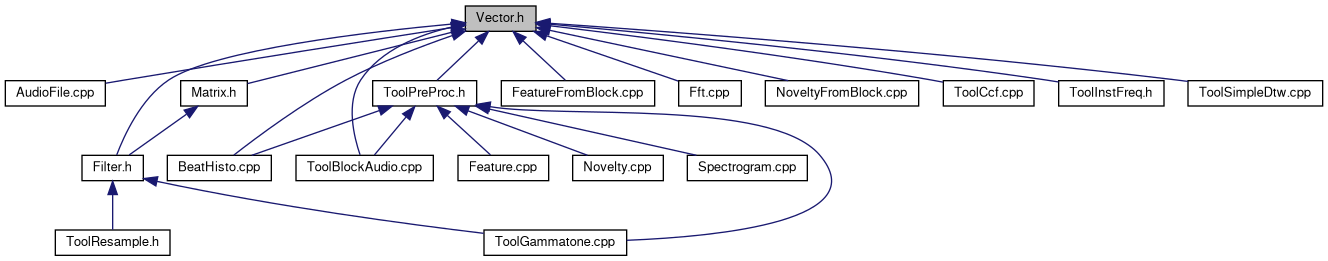 Vector.h
AudioFile.cpp
Matrix.h
ToolPreProc.h
FeatureFromBlock.cpp
Fft.cpp
NoveltyFromBlock.cpp
ToolCcf.cpp
ToolInstFreq.h
ToolSimpleDtw.cpp
Filter.h
BeatHisto.cpp
ToolBlockAudio.cpp
Feature.cpp
Novelty.cpp
Spectrogram.cpp
ToolResample.h
ToolGammatone.cpp